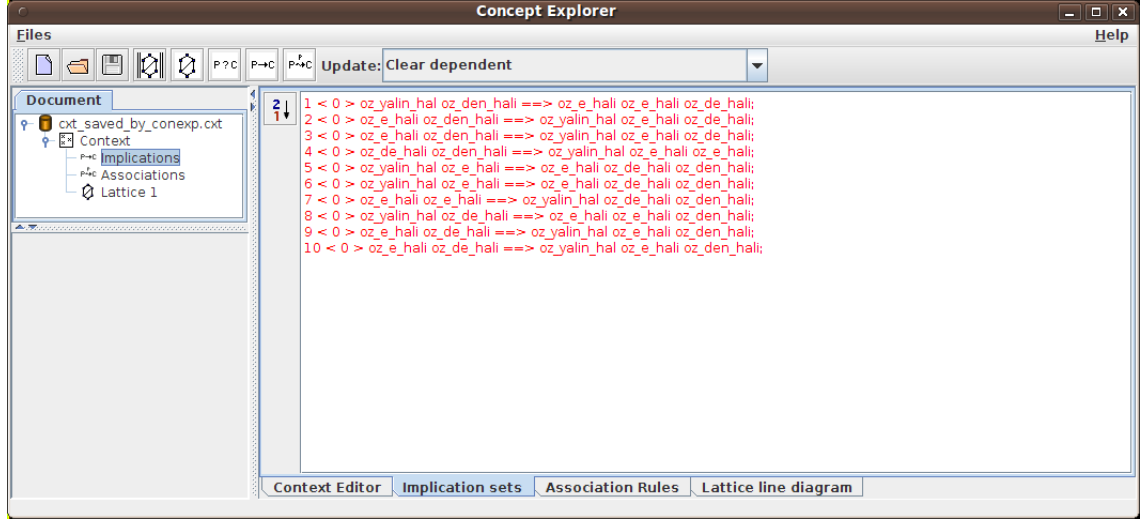 Concept Explorer
Files Help
P?C P→C P→C Update: Clear dependent
Document
cxt_saved_by_conexp.cxt
Context
P→C Implications
P→C Associations
Lattice 1
2
1
1 < 0 > oz_yalin_hal oz_den_hali ==> oz_e_hali oz_e_hali oz_de_hali;
2 < 0 > oz_e_hali oz_den_hali ==> oz_yalin_hal oz_e_hali oz_de_hali;
3 < 0 > oz_e_hali oz_den_hali ==> oz_yalin_hal oz_e_hali oz_de_hali;
4 < 0 > oz_de_hali oz_den_hali ==> oz_yalin_hal oz_e_hali oz_e_hali;
5 < 0 > oz_yalin_hal oz_e_hali ==> oz_e_hali oz_de_hali oz_den_hali;
6 < 0 > oz_yalin_hal oz_e_hali ==> oz_e_hali oz_de_hali oz_den_hali;
7 < 0 > oz_e_hali oz_e_hali ==> oz_yalin_hal oz_de_hali oz_den_hali;
8 < 0 > oz_yalin_hal oz_de_hali ==> oz_e_hali oz_e_hali oz_den_hali;
9 < 0 > oz_e_hali oz_de_hali ==> oz_yalin_hal oz_e_hali oz_den_hali;
10 < 0 > oz_e_hali oz_de_hali ==> oz_yalin_hal oz_e_hali oz_den_hali;
Context Editor Implication sets Association Rules Lattice line diagram